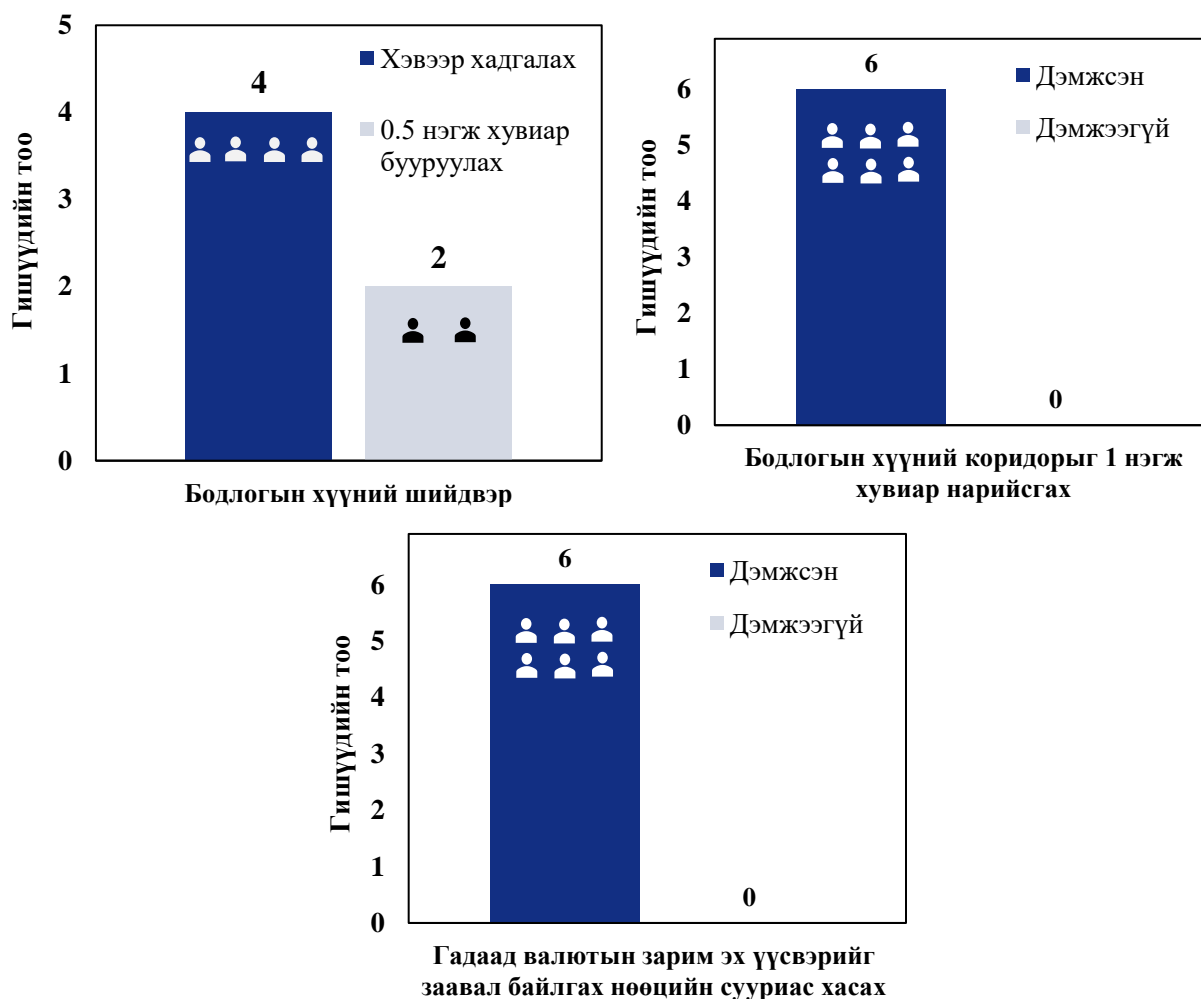 Гишүүдийн тоо
5
4
3
2
1
0
4
2
Хэвээр хадгалах
0.5 нэгж хувиар
бууруулах
Бодлогын хүүний шийдвэр
Гишүүдийн тоо
6
5
4
3
2
1
0
6
0
Дэмжсэн
Дэмжээгүй
Бодлогын хүүний коридорыг 1 нэгж
хувиар нарийсгах
Гишүүдийн тоо
6
5
4
3
2
1
0
6
0
Дэмжсэн
Дэмжээгүй
Гадаад валютын зарим эх үүсвэрийг
заавал байлгах нөөцийн сууриас хасах